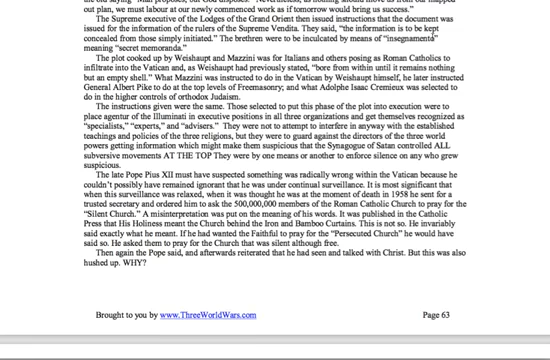 the old saying “Man proposes, but God disposes.” Nevertheless, as nothing should move us from our mapped
out plan, we must labour at our newly commenced work as if tomorrow would bring us success.”
The Supreme executive of the Lodges of the Grand Orient then issued instructions that the document was
issued for the information of the rulers of the Supreme Vendita. They said, “the information is to be kept
concealed from those simply initiated.” The brethren were to be inculcated by means of “insegnamenta”
meaning “secret memoranda.”
The plot cooked up by Weishaupt and Mazzini was for Italians and others posing as Roman Catholics to
infiltrate into the Vatican and, as Weishaupt had previously stated, “bore from within until it remains nothing
but an empty shell.” What Mazzini was instructed to do in the Vatican by Weishaupt himself, he later instructed
General Albert Pike to do at the top levels of Freemasonry; and what Adolphe Isaac Cremieux was selected to
do in the higher controls of orthodox Judaism.
The instructions given were the same. Those selected to put this phase of the plot into execution were to
place agentur of the Illuminati in executive positions in all three organizations and get themselves recognized as
“specialists,” “experts,” and “advisers.” They were not to attempt to interfere in anyway with the established
teachings and policies of the three religions, but they were to guard against the directors of the three world
powers getting information which might make them suspicious that the Synagogue of Satan controlled ALL
subversive movements AT THE TOP They were by one means or another to enforce silence on any who grew
suspicious.
The late Pope Pius XII must have suspected something was radically wrong within the Vatican because he
couldn’t possibly have remained ignorant that he was under continual surveillance. It is most significant that
when this surveillance was relaxed, when it was thought he was at the moment of death in 1958 he sent for a
trusted secretary and ordered him to ask the 500,000,000 members of the Roman Catholic Church to pray for the
“Silent Church.” A misinterpretation was put on the meaning of his words. It was published in the Catholic
Press that His Holiness meant the Church behind the Iron and Bamboo Curtains. This is not so. He invariably
said exactly what he meant. If he had wanted the Faithful to pray for the “Persecuted Church” he would have
said so. He asked them to pray for the Church that was silent although free.
Then again the Pope said, and afterwards reiterated that he had seen and talked with Christ. But this was also
hushed up. WHY?
Brought to you by www.ThreeWorldWars.com Page 63